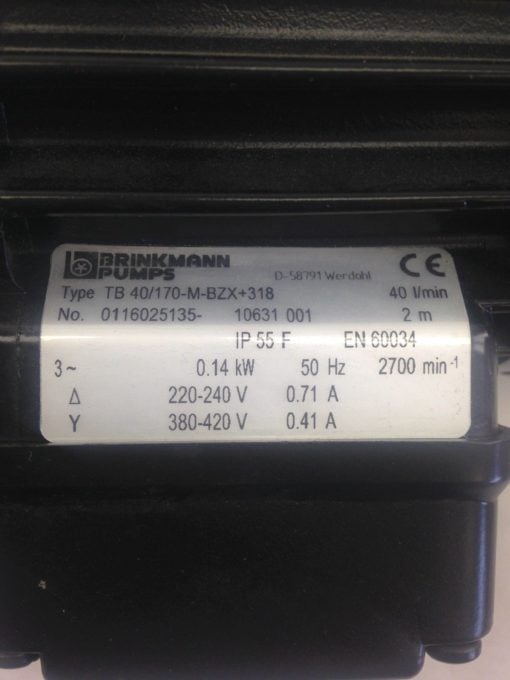 BRINKMANN
PUMPS D-58791 Werdohl CE
Type TB 40/170-M-BZX+318 40 l/min
No. 0116025135- 10631 001 2 m
IP 55 F EN 60034
3~ 0.14 kW 50 Hz 2700 min⁻¹
Δ 220-240 V 0.71 A
Y 380-420 V 0.41 A